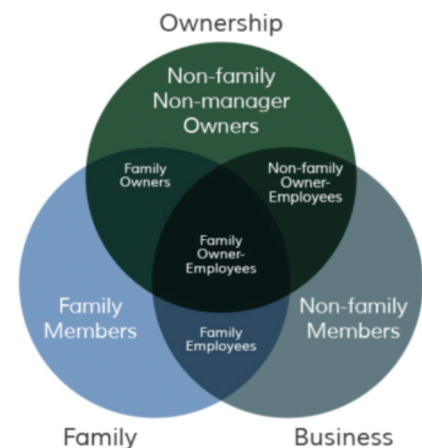 Ownership
Non-family
Non-manager
Owners
Family
Owners
Non-family
Owner-
Employees
Family
Owner-
Employees
Family
Members
Non-family
Members
Family
Employees
Family
Business